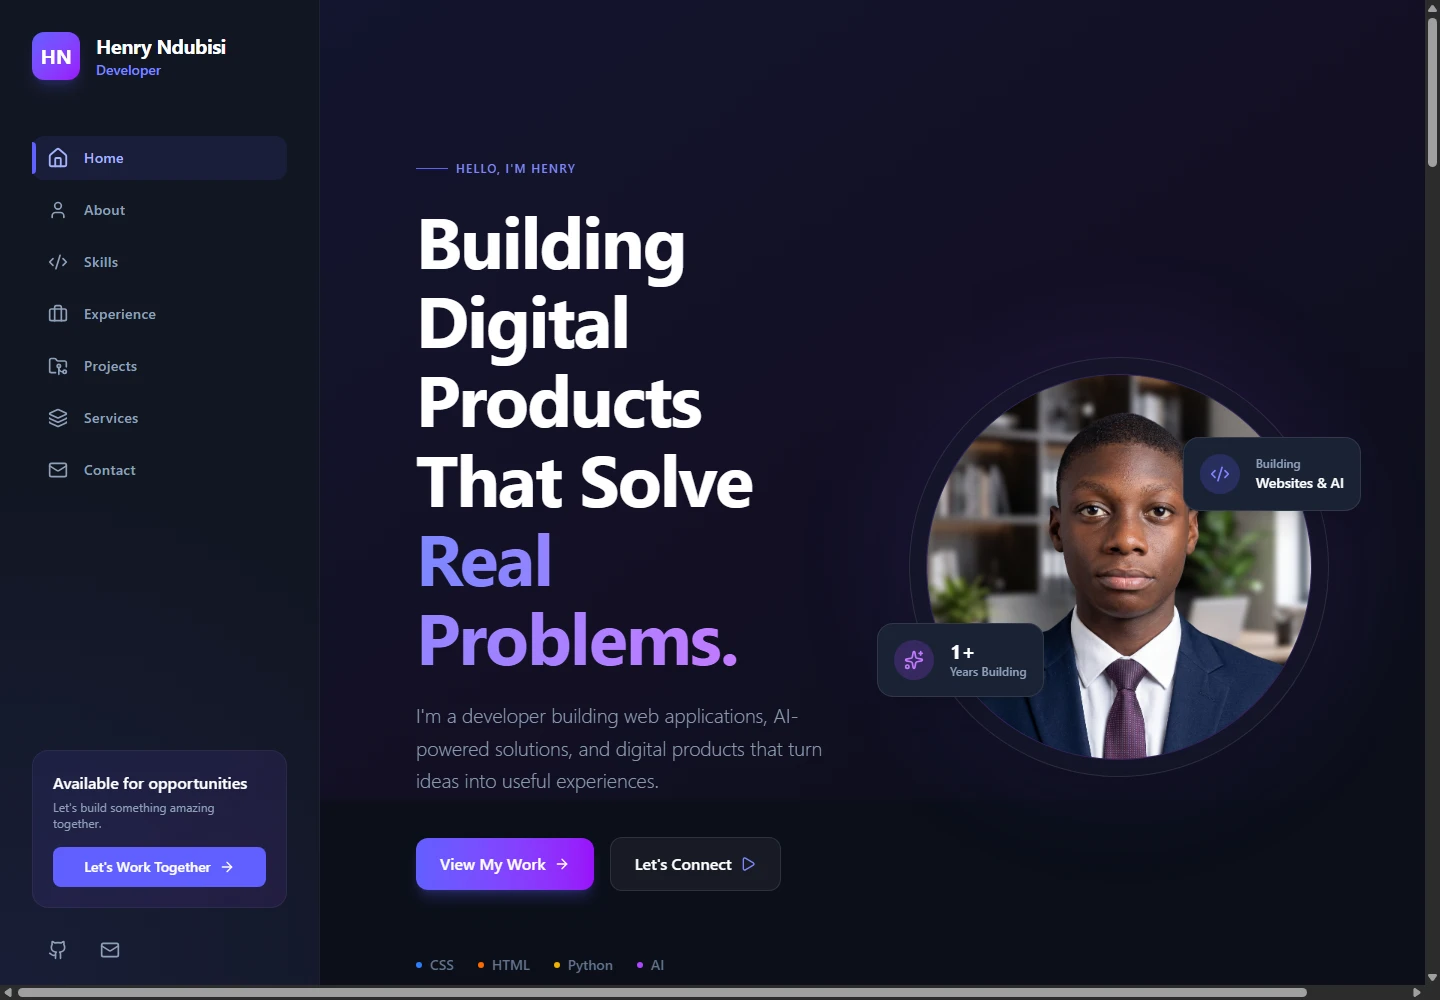 HN
Henry Ndubisi
Developer
Home
About
Skills
Experience
Projects
Services
Contact
Available for opportunities
Let's build something amazing
together.
Let's Work Together
HELLO, I'M HENRY
Building
Digital
Products
That Solve
Real
Problems.
I'm a developer building web applications, AI-
powered solutions, and digital products that turn
ideas into useful experiences.
View My Work
Let's Connect
CSS
HTML
Python
AI
Building
Websites & AI
1+
Years Building